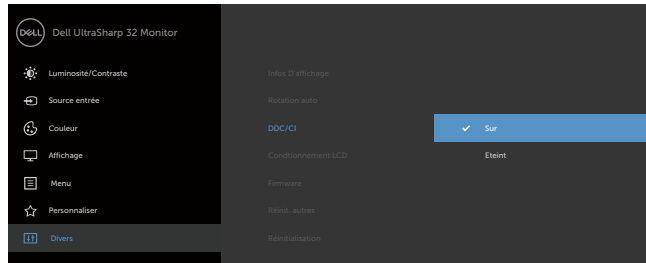 DELL Dell UltraSharp 32 Monitor
Luminosité/Contraste Infos D'affichage
Source entrée Rotation auto
Couleur DDC/CI Sur
Affichage Condtionnement LCD Eteint
Menu Firmware
Personnaliser Réinit. autres
Divers Réinitialisation